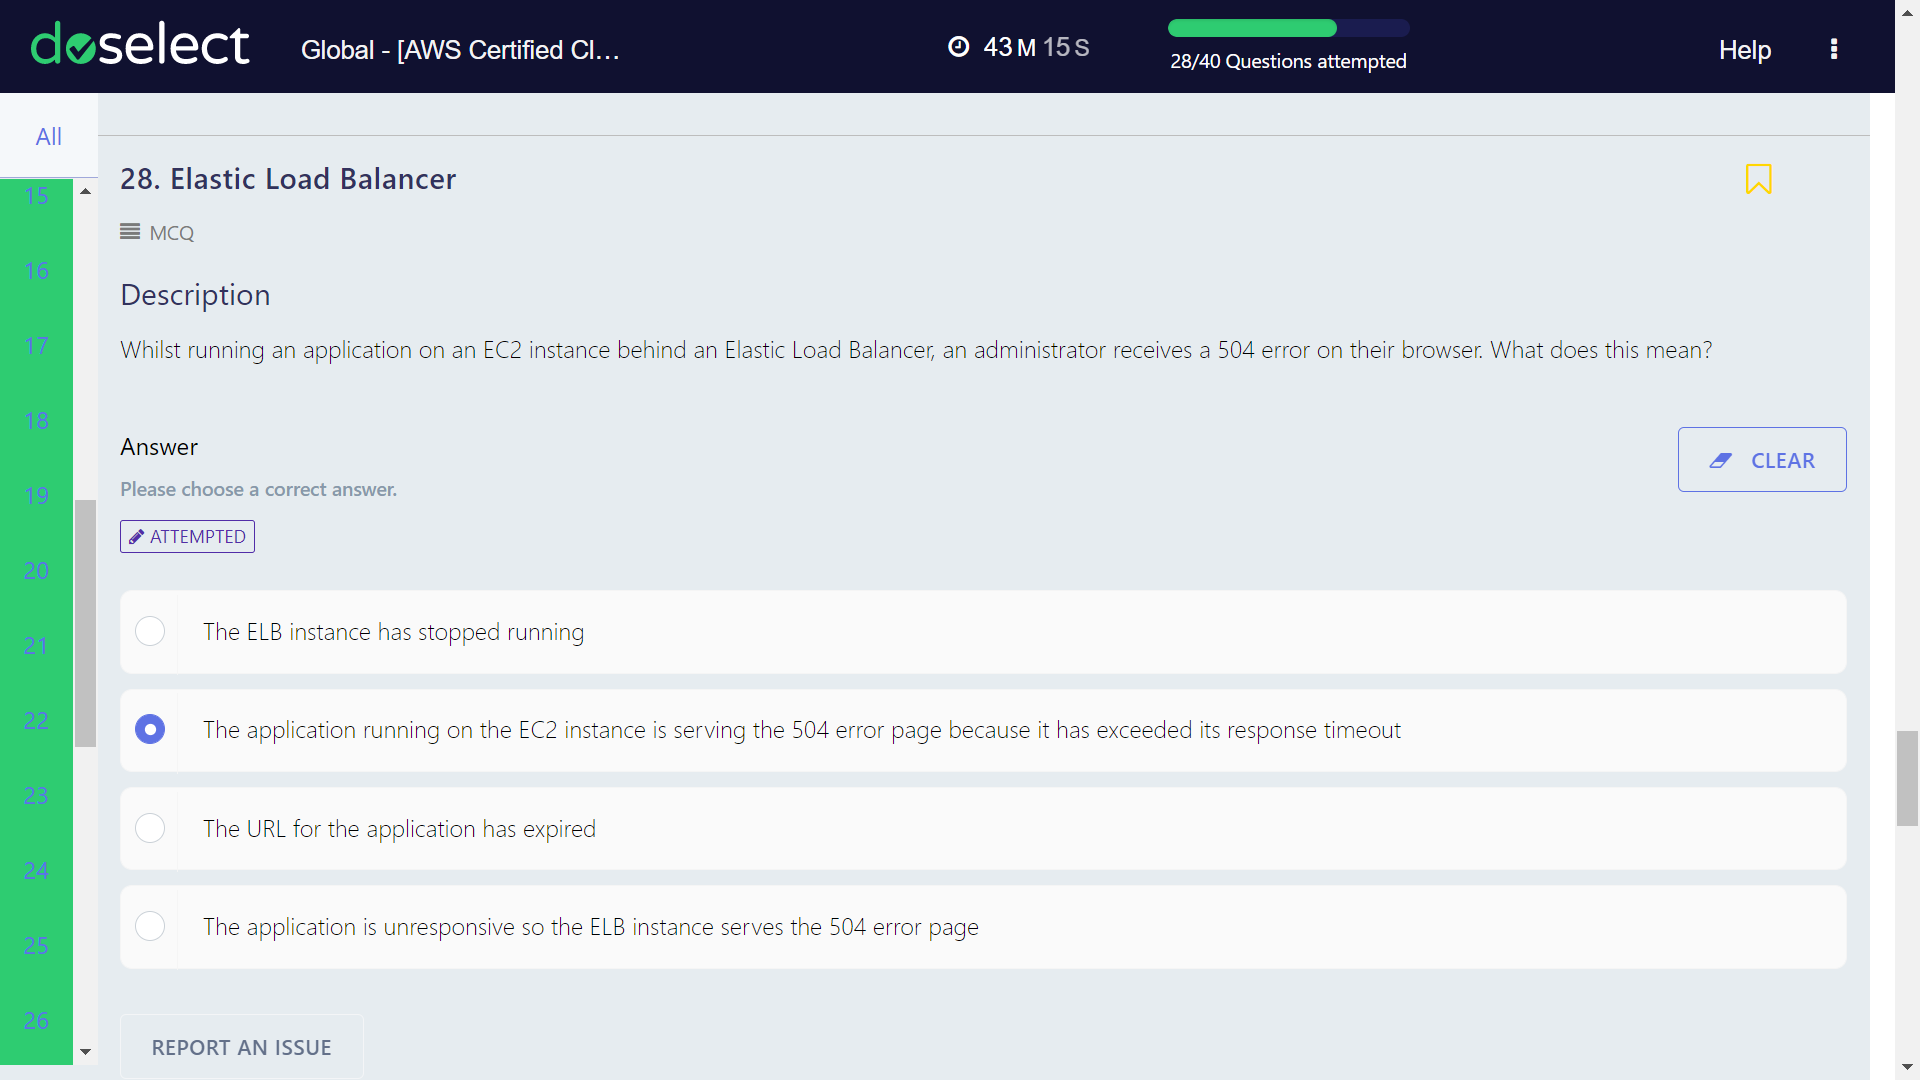 doselect
Global - [AWS Certified Cl...
43 M 15 S
28/40 Questions attempted
Help
All
15
16
17
18
19
20
21
22
23
24
25
26
28. Elastic Load Balancer
MCQ
Description
Whilst running an application on an EC2 instance behind an Elastic Load Balancer, an administrator receives a 504 error on their browser. What does this mean?
Answer
CLEAR
Please choose a correct answer.
ATTEMPTED
The ELB instance has stopped running
The application running on the EC2 instance is serving the 504 error page because it has exceeded its response timeout
The URL for the application has expired
The application is unresponsive so the ELB instance serves the 504 error page
REPORT AN ISSUE